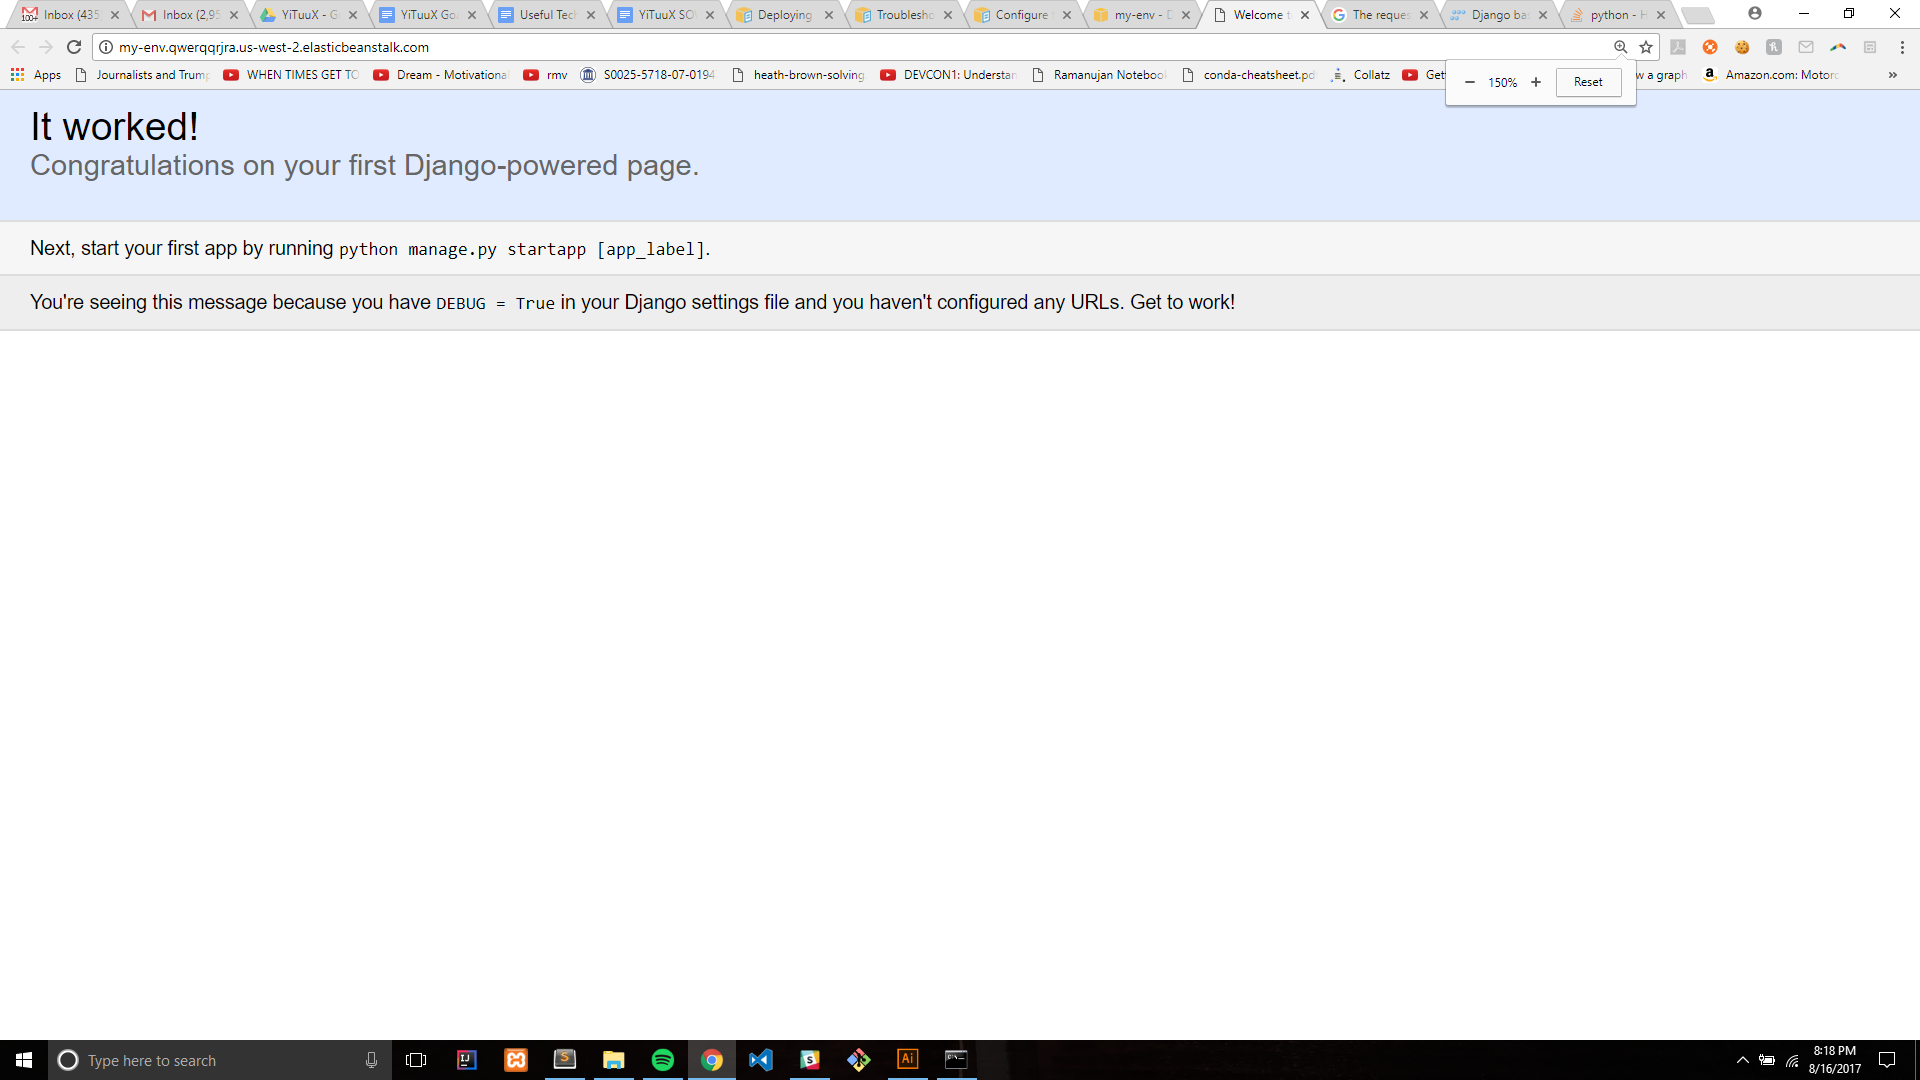 Inbox (435
Inbox (2,95
YiTuuX - G
YiTuuX Goo
Useful Tech
YiTuuX SO
Deploying
Troublesho
Configure
my-env - D
Welcome t
The reques
Django ba
python - H
my-env.qwerqqrjra.us-west-2.elasticbeanstalk.com
Apps
Journalists and Trump
WHEN TIMES GET TO
Dream - Motivational
rmv
S0025-5718-07-0194
heath-brown-solving
DEVCON1: Understan
Ramanujan Notebook
conda-cheatsheet.pd
Collatz
Get
w a graph
Amazon.com: Motoro
»
− 150% + Reset
It worked!
Congratulations on your first Django-powered page.
Next, start your first app by running python manage.py startapp [app_label].
You're seeing this message because you have DEBUG = True in your Django settings file and you haven't configured any URLs. Get to work!
Type here to search
8:18 PM
8/16/2017